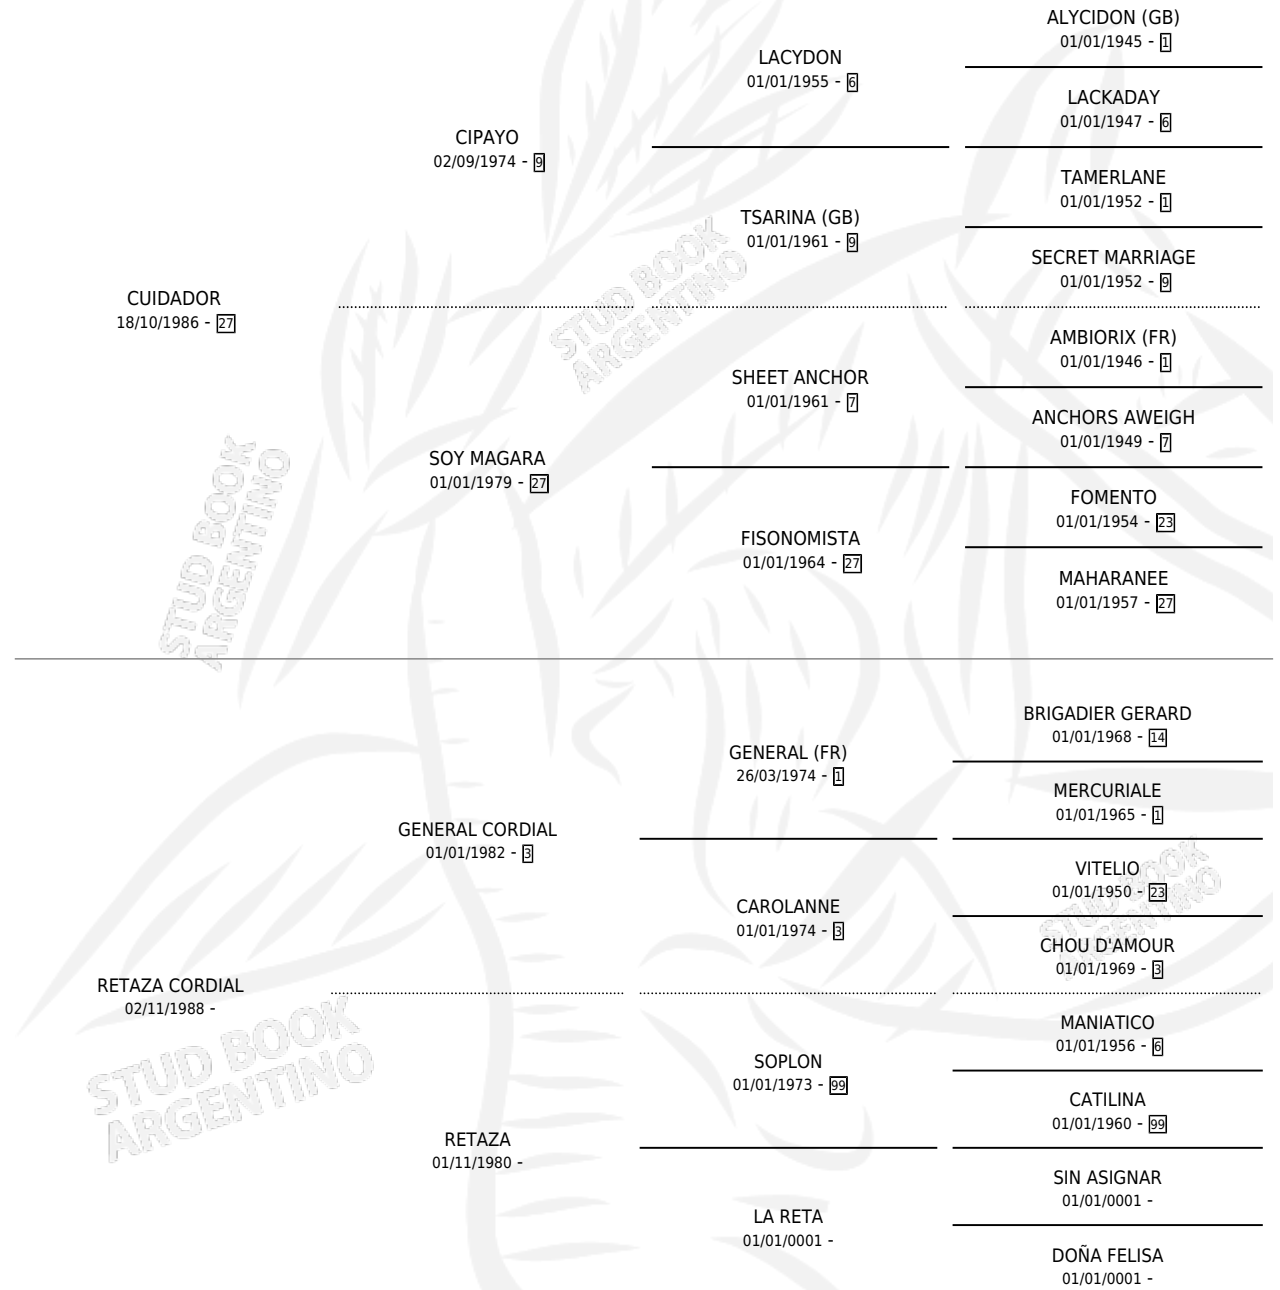 ALYCIDON (GB)
01/01/1945 - 1
LACYDON
01/01/1955 - 6
LACKADAY
01/01/1947 - 6
CIPAYO
02/09/1974 - 9
TAMERLANE
01/01/1952 - 1
TSARINA (GB)
01/01/1961 - 9
SECRET MARRIAGE
01/01/1952 - 9
CUIDADOR
18/10/1986 - 27
AMBIORIX (FR)
01/01/1946 - 1
SHEET ANCHOR
01/01/1961 - 7
ANCHORS AWEIGH
01/01/1949 - 7
SOY MAGARA
01/01/1979 - 27
FOMENTO
01/01/1954 - 23
FISONOMISTA
01/01/1964 - 27
MAHARANEE
01/01/1957 - 27
BRIGADIER GERARD
01/01/1968 - 14
GENERAL (FR)
26/03/1974 - 1
MERCURIALE
01/01/1965 - 1
GENERAL CORDIAL
01/01/1982 - 3
VITELIO
01/01/1950 - 23
CAROLANNE
01/01/1974 - 3
CHOU D'AMOUR
01/01/1969 - 3
RETAZA CORDIAL
02/11/1988 -
MANIATICO
01/01/1956 - 6
SOPLON
01/01/1973 - 99
CATILINA
01/01/1960 - 99
RETAZA
01/11/1980 -
SIN ASIGNAR
01/01/0001 -
LA RETA
01/01/0001 -
DOÑA FELISA
01/01/0001 -
STUD BOOK
ARGENTINO
STUD BOOK
ARGENTINO
STUD BOOK
ARGENTINO
STUD BOOK
ARGENTINO